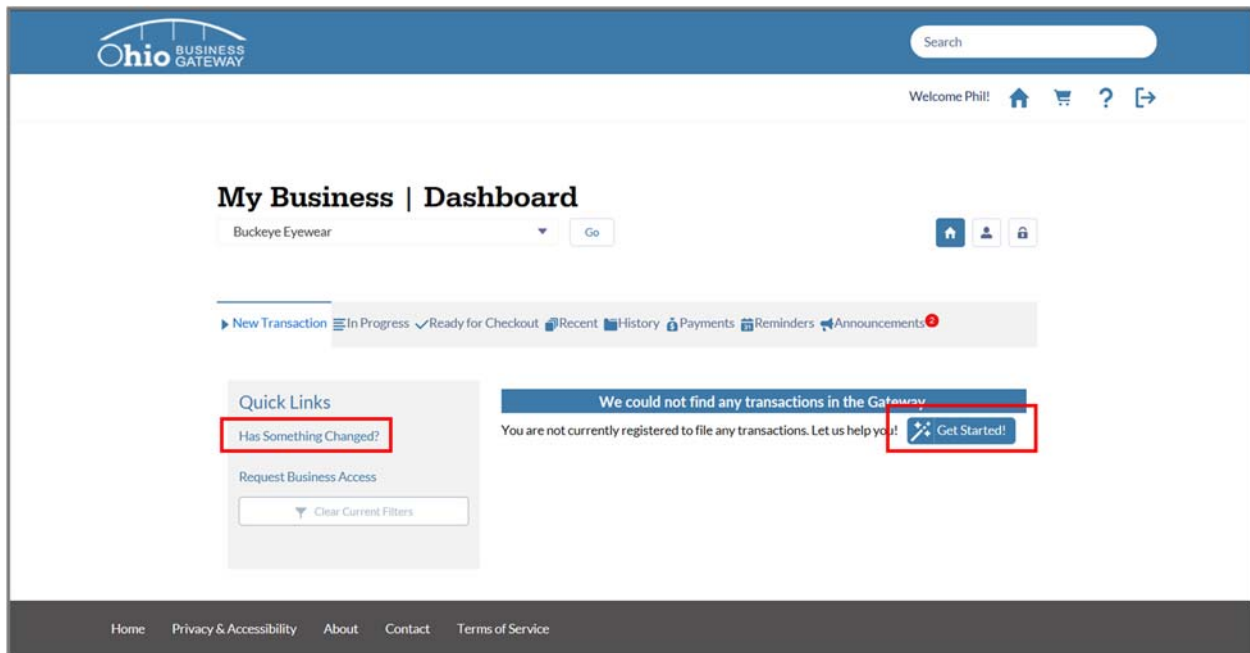 Ohio BUSINESS GATEWAY
Search
Welcome Phil!
My Business | Dashboard
Buckeye Eyewear Go
New Transaction In Progress Ready for Checkout Recent History Payments Reminders Announcements 2
Quick Links
Has Something Changed?
Request Business Access
Clear Current Filters
We could not find any transactions in the Gateway
You are not currently registered to file any transactions. Let us help you! Get Started!
Home Privacy & Accessibility About Contact Terms of Service